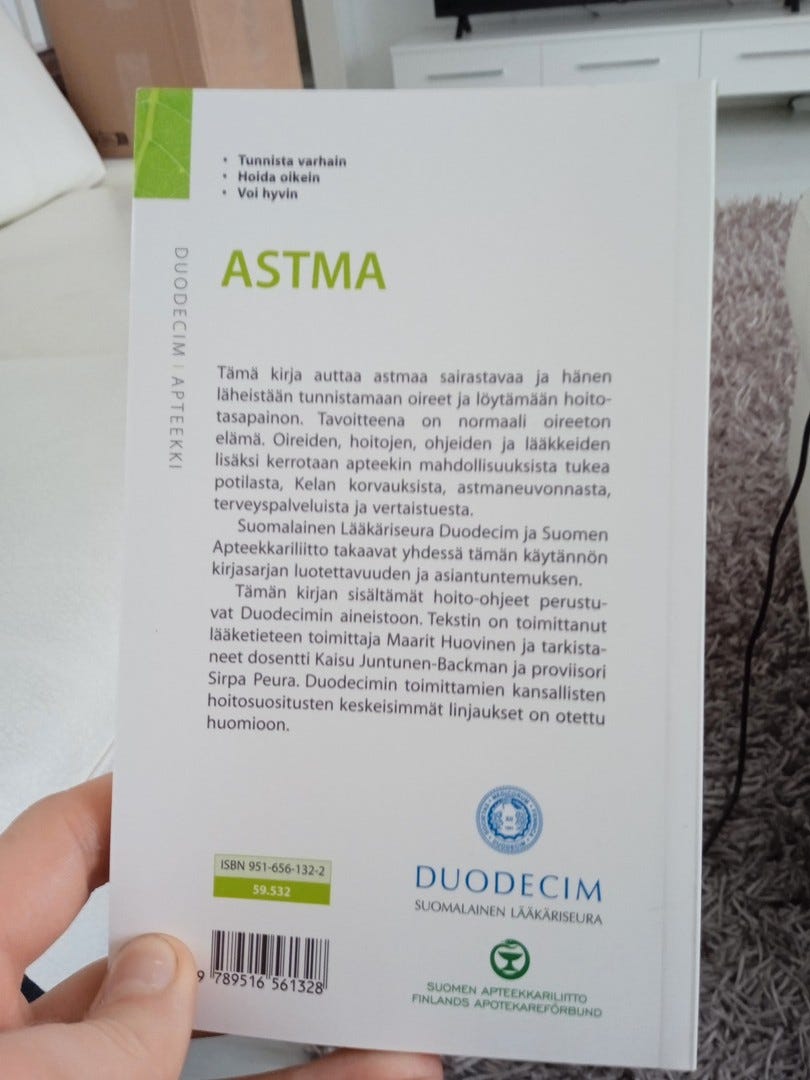 • Tunnista varhain
• Hoida oikein
• Voi hyvin
ASTMA
DUODECIM | APTEEKKI
Tämä kirja auttaa astmaa sairastavaa ja hänen
läheistään tunnistamaan oireet ja löytämään hoito-
tasapainon. Tavoitteena on normaali oireeton
elämä. Oireiden, hoitojen, ohjeiden ja lääkkeiden
lisäksi kerrotaan apteekin mahdollisuuksista tukea
potilasta, Kelan korvauksista, astmaneuvonnasta,
terveyspalveluista ja vertaistuesta.
Suomalainen Lääkäriseura Duodecim ja Suomen
Apteekkariliitto takaavat yhdessä tämän käytännön
kirjasarjan luotettavuuden ja asiantuntemuksen.
Tämän kirjan sisältämät hoito-ohjeet perustu-
vat Duodecimin aineistoon. Tekstin on toimittanut
lääketieteen toimittaja Maarit Huovinen ja tarkista-
neet dosentti Kaisu Juntunen-Backman ja proviisori
Sirpa Peura. Duodecimin toimittamien kansallisten
hoitosuositusten keskeisimmät linjaukset on otettu
huomioon.
ISBN 951-656-132-2
59.532
9 789516 561328
DUODECIM
SUOMALAINEN LÄÄKÄRISEURA
SUOMEN APTEEKKARILIITTO
FINLANDS APOTEKAREFÖRBUND